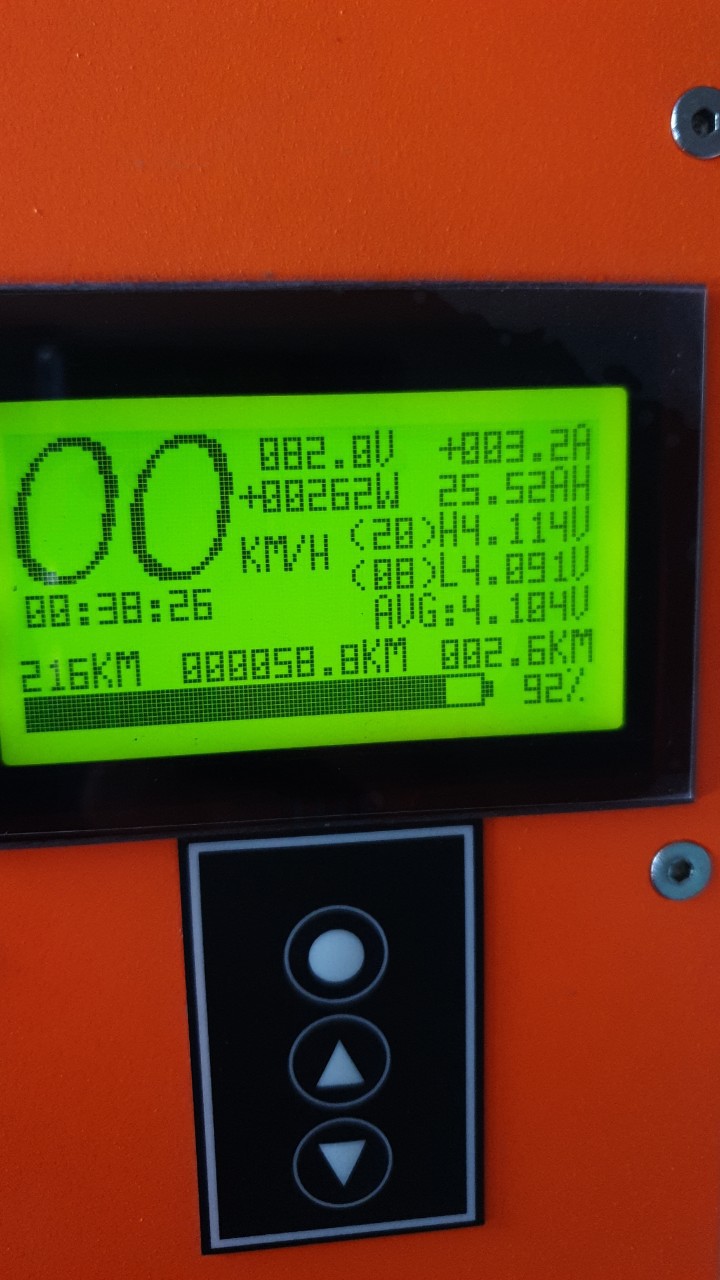 00 KM/H
082.0V +003.2A
+00262W 25.52AH
(20)H4.114V
(08)L4.091V
00:38:26 AVG:4.104V
216KM 000058.8KM 002.6KM
92%